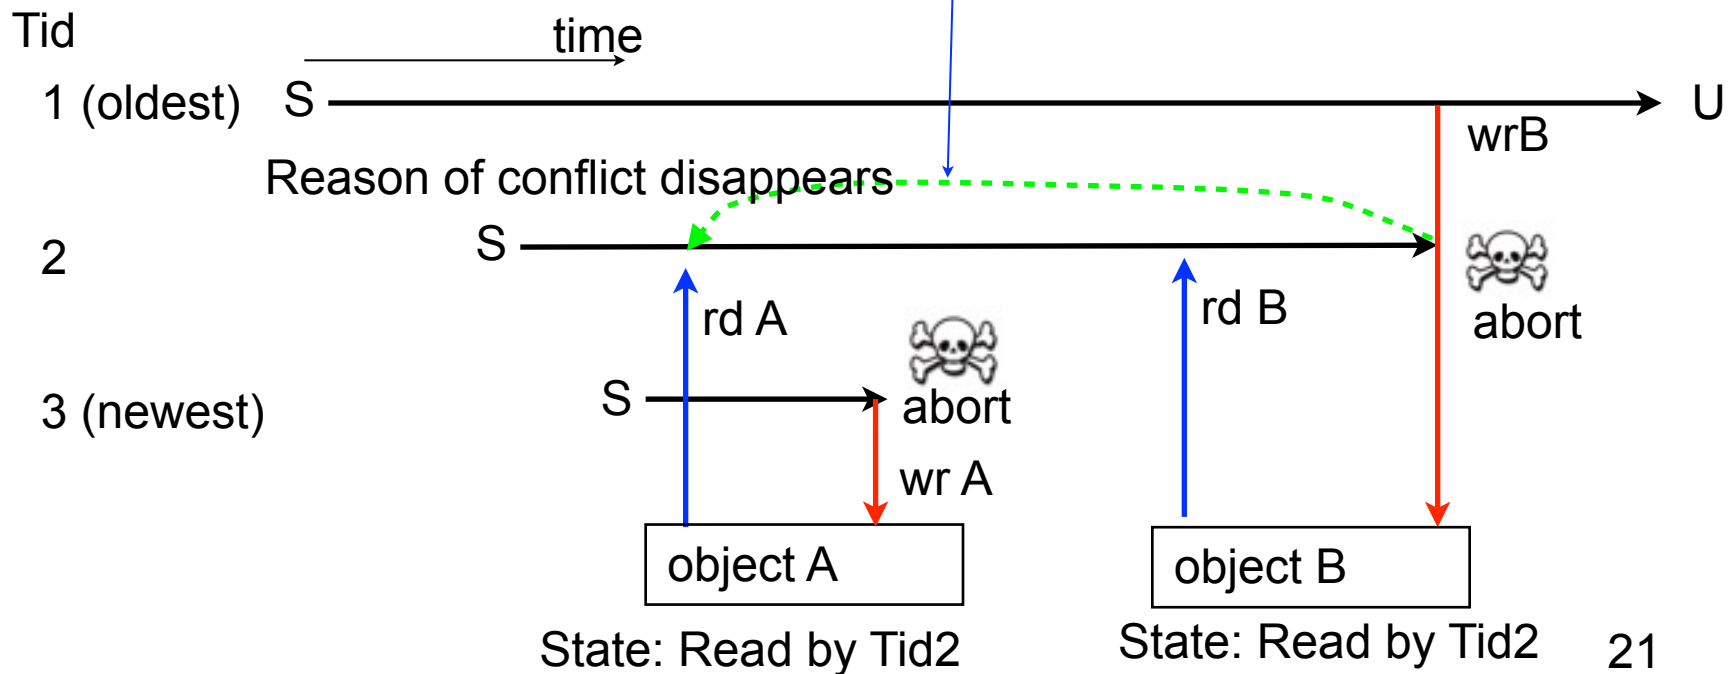 Tid
time
1 (oldest) S U
wrB
Reason of conflict disappears
2 S
rd A rd B
abort
3 (newest) S abort
wr A
object A object B
State: Read by Tid2 State: Read by Tid2 21